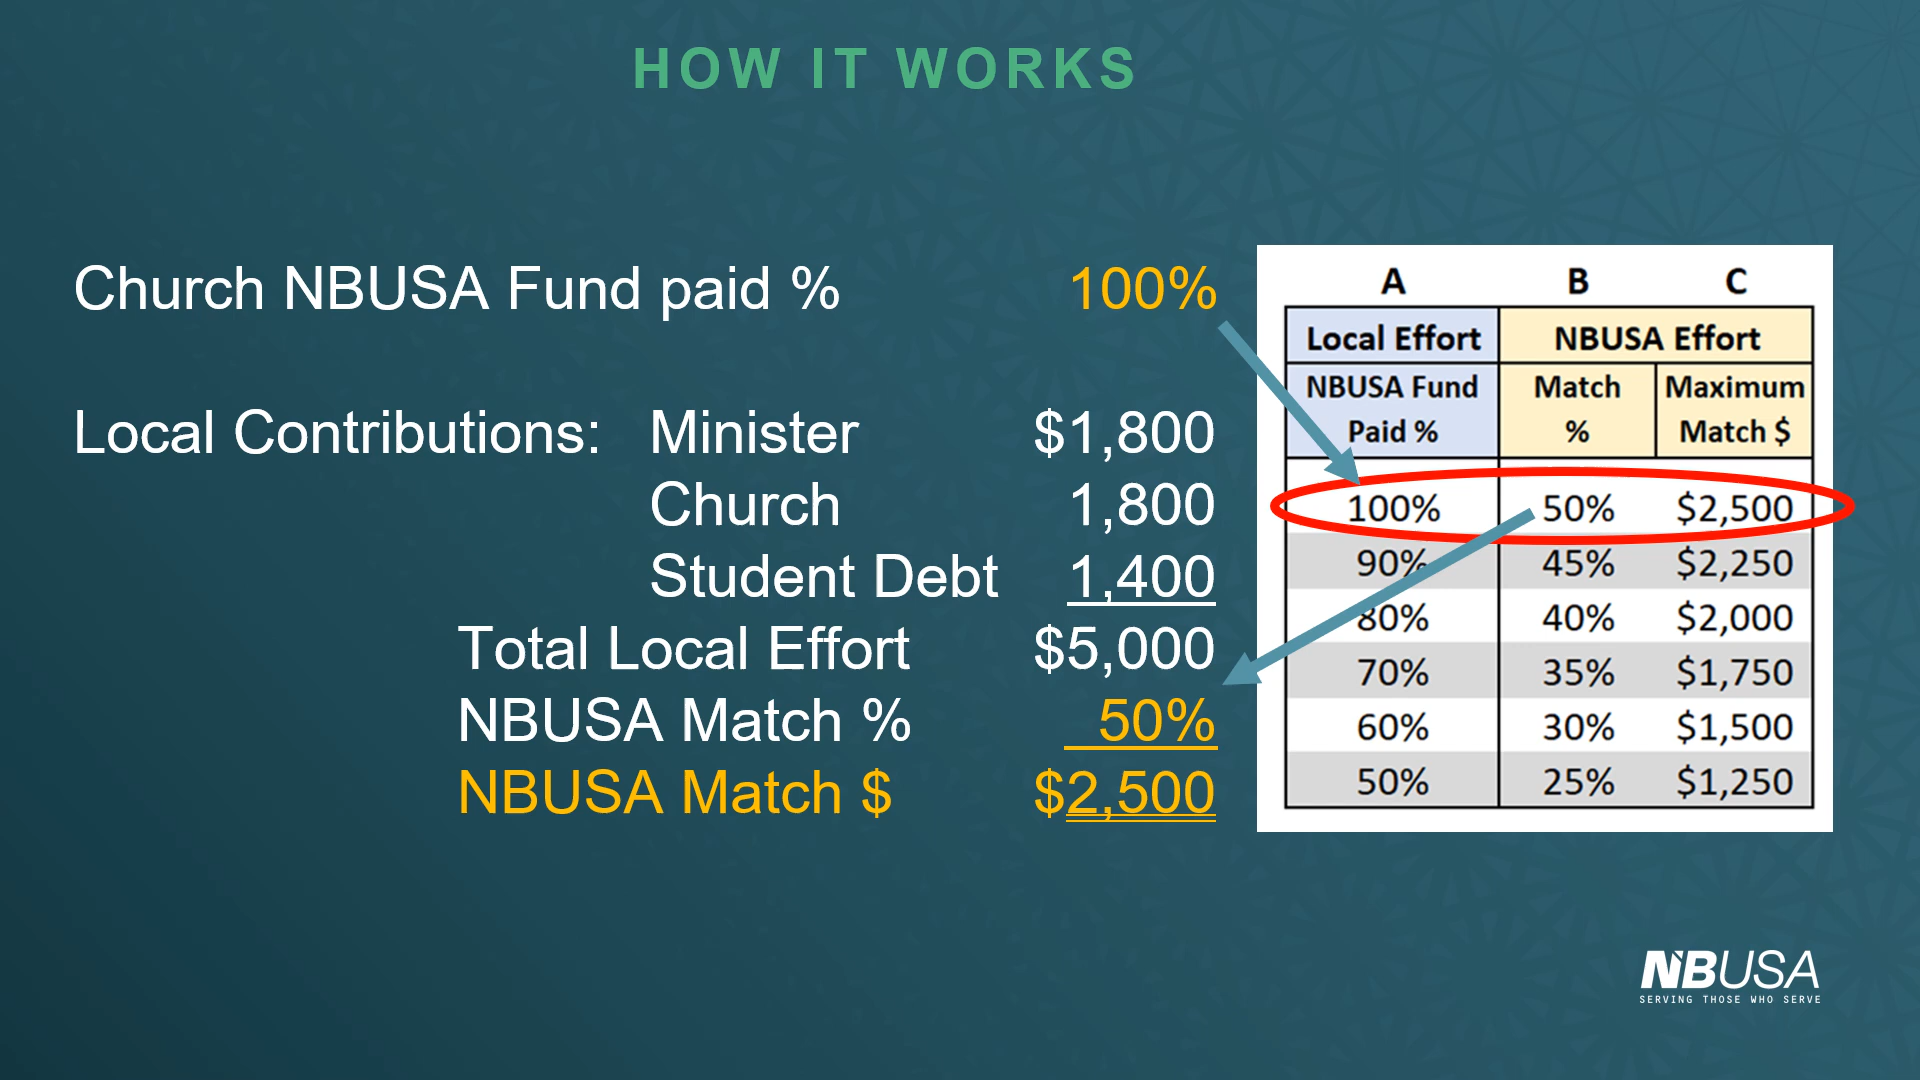 HOW IT WORKS
Church NBUSA Fund paid % 100%
Local Contributions: Minister $1,800
Church 1,800
Student Debt 1,400
Total Local Effort $5,000
NBUSA Match % 50%
NBUSA Match $ $2,500
A B C
Local Effort NBUSA Effort
NBUSA Fund Match Maximum
Paid % % Match $
100% 50% $2,500
90% 45% $2,250
80% 40% $2,000
70% 35% $1,750
60% 30% $1,500
50% 25% $1,250
NBUSA
SERVING THOSE WHO SERVE